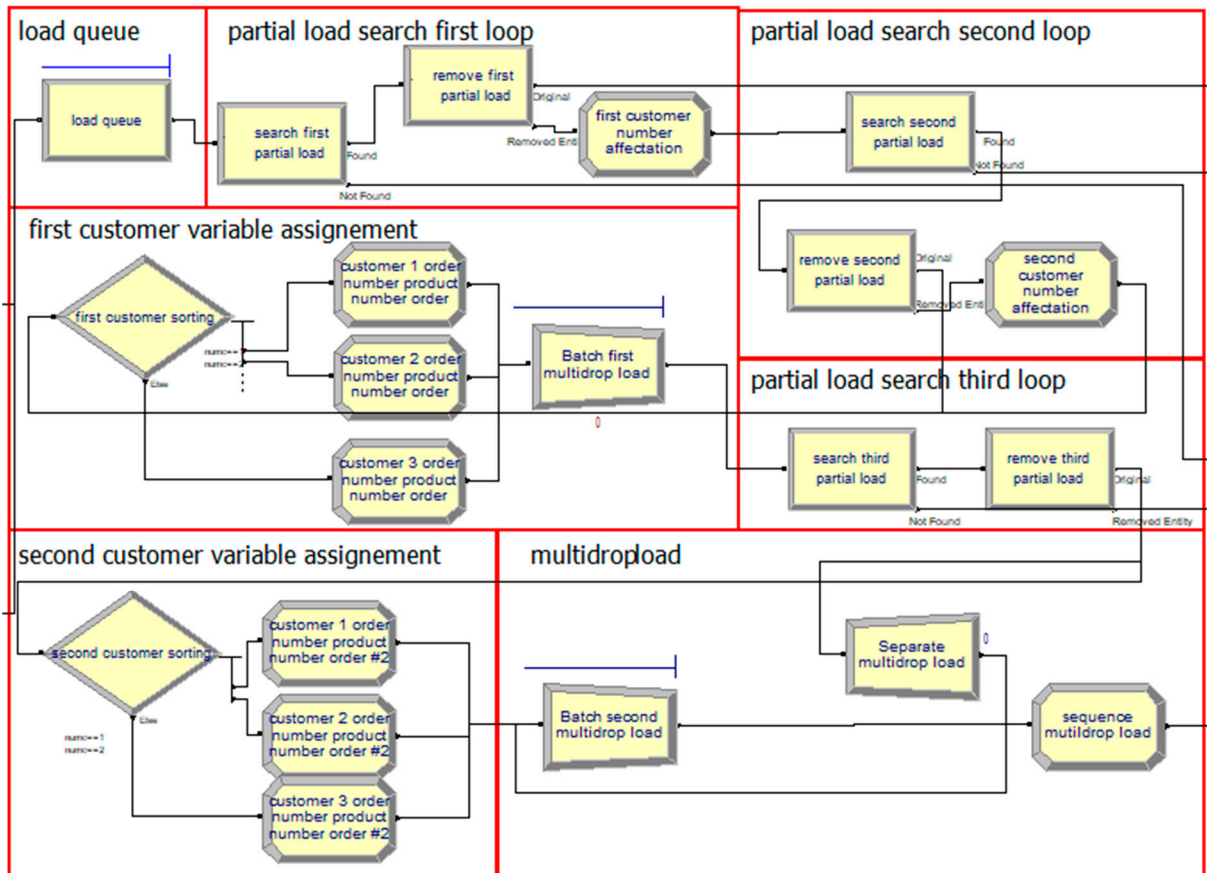 load queue
load queue
partial load search first loop
search first
partial load
Found
Not Found
remove first
partial load
Original
Removed Enti
first customer
number
affectation
partial load search second loop
search second
partial load
Found
Not Found
remove second
partial load
Original
Removed Enti
second
customer
number
affectation
first customer variable assignement
first customer sorting
numc==
numc==
Else
customer 1 order
number product
number order
customer 2 order
number product
number order
customer 3 order
number product
number order
Batch first
multidrop load
0
partial load search third loop
search third
partial load
Found
Not Found
remove third
partial load
Original
Removed Entity
second customer variable assignement
second customer sorting
Else
numc==1
numc==2
customer 1 order
number product
number order #2
customer 2 order
number product
number order #2
customer 3 order
number product
number order #2
multidropload
Batch second
multidrop load
Separate
multidrop load
0
sequence
mutildrop load